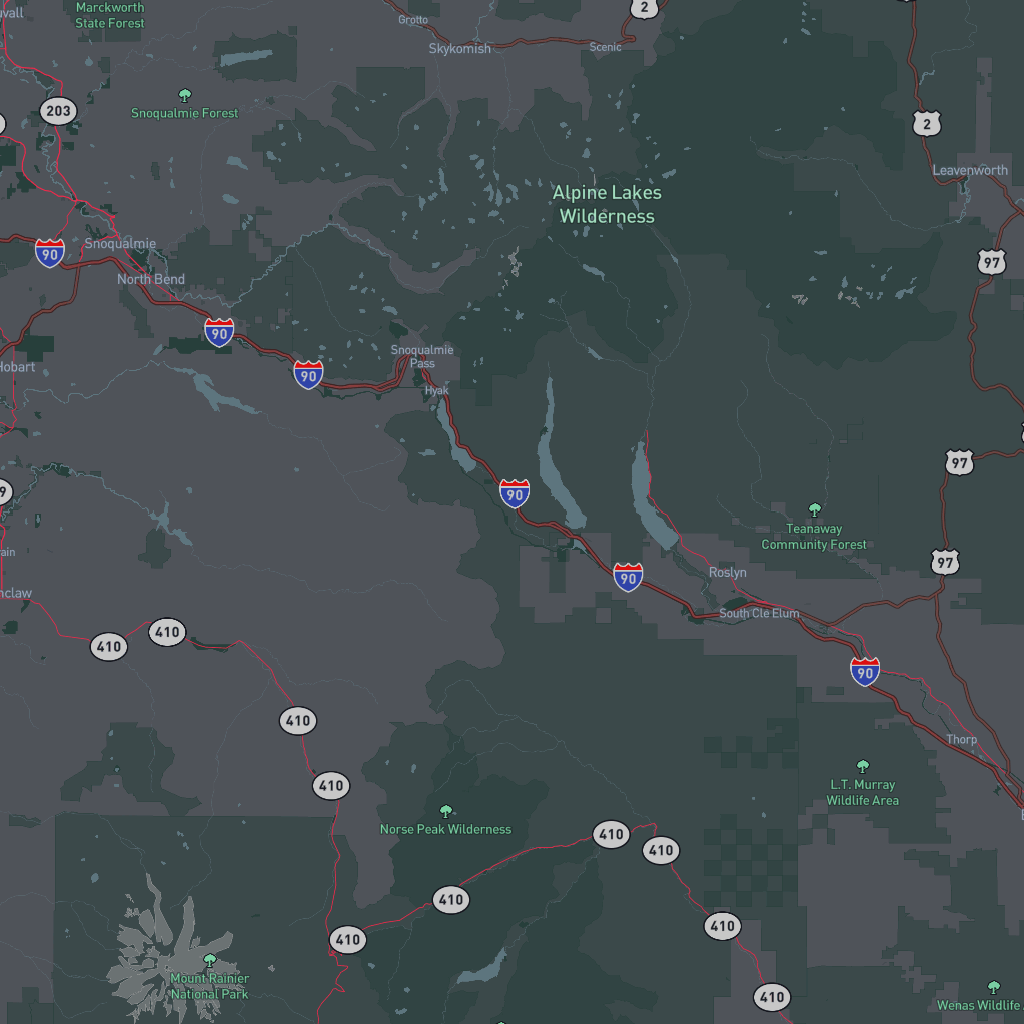 Marckworth
State Forest
2
Grotto
Skykomish
Scenic
Snoqualmie Forest
203
2
Leavenworth
Alpine Lakes
Wilderness
Snoqualmie
90
97
North Bend
90
Snoqualmie
Pass
90
Hobart
Hyak
97
90
9
Teanaway
Community Forest
97
Roslyn
90
South Cle Elum
410
410
90
410
Thorp
L.T. Murray
Wildlife Area
410
Norse Peak Wilderness
410
410
410
410
410
Mount Rainier
National Park
410
Wenas Wildlife